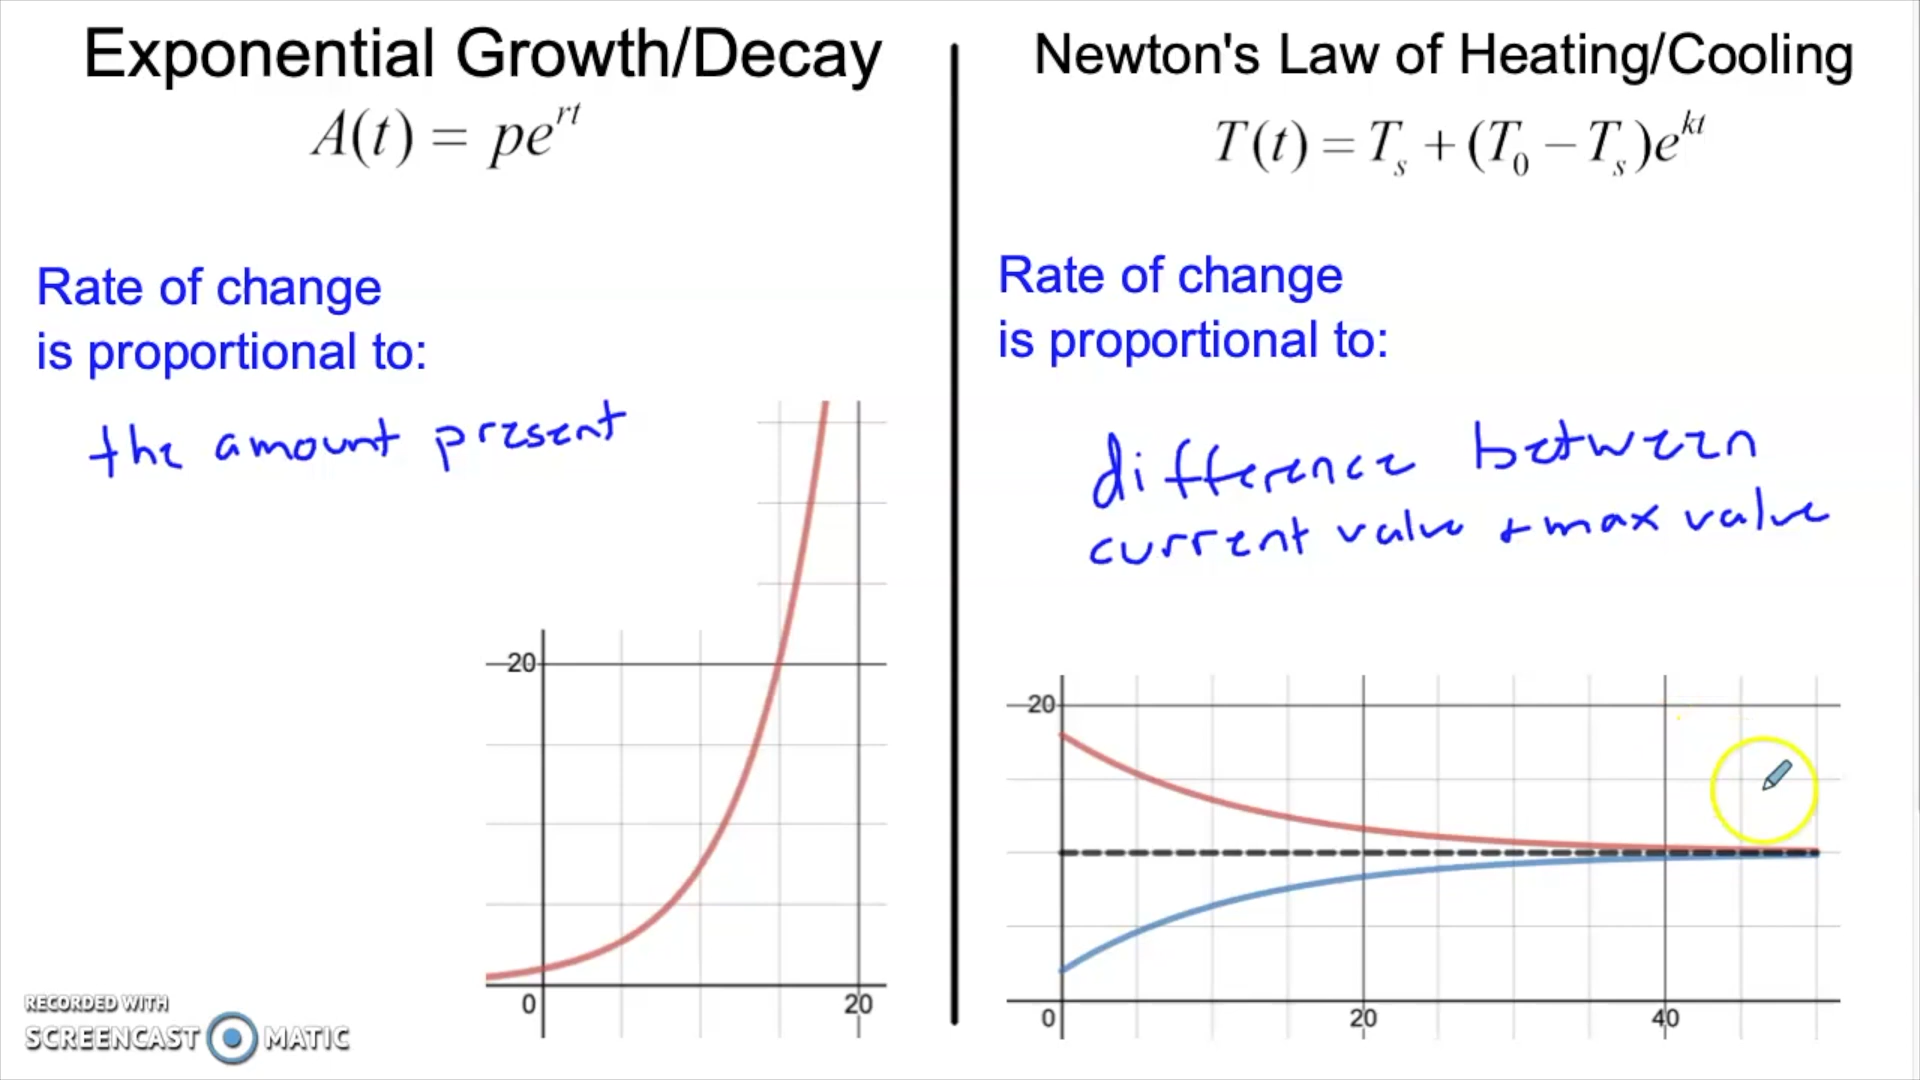 Exponential Growth/Decay
A(t) = pe^{rt}
Rate of change
is proportional to:
the amount present
20
0
20
Newton's Law of Heating/Cooling
T(t) = T_s + (T_0 − T_s)e^{kt}
Rate of change
is proportional to:
difference between
current value + max value
20
0
20
40
RECORDED WITH
SCREENCAST MATIC